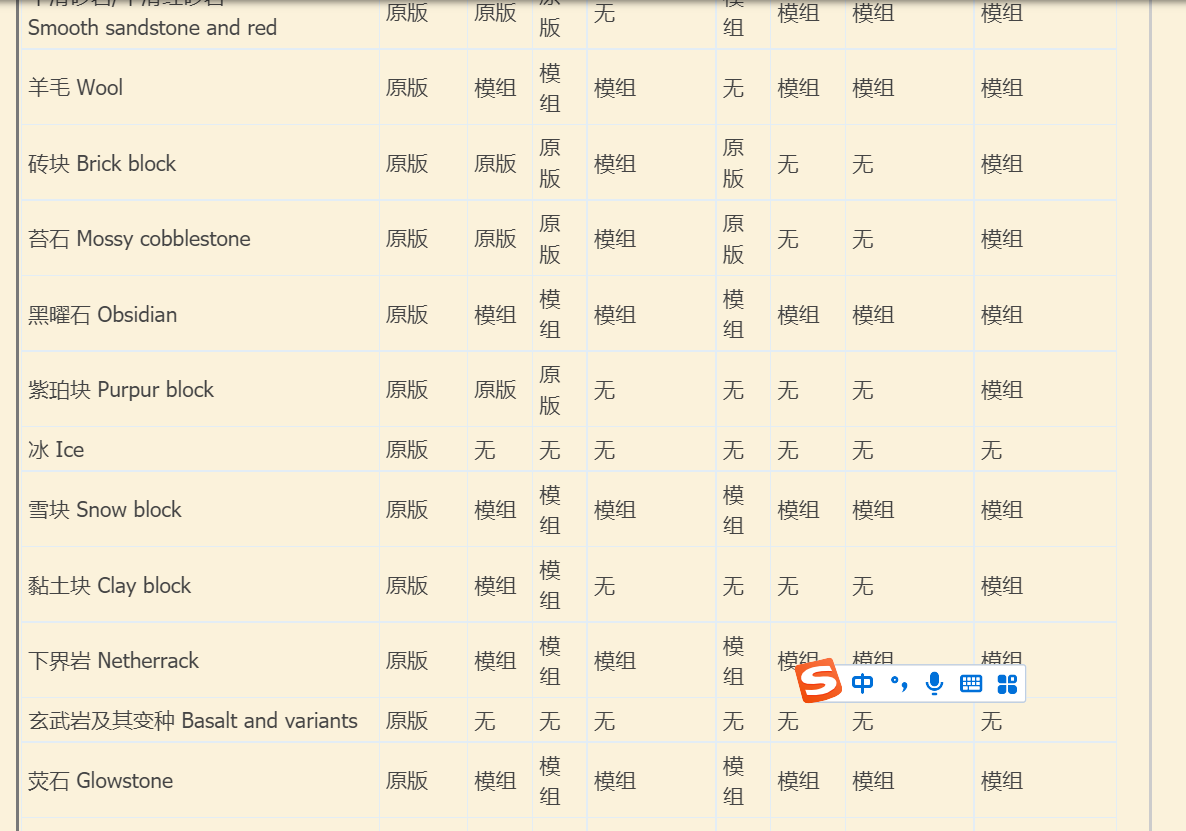 Smooth sandstone and red 原版 原版 原版 无 模组 模组 模组 模组
羊毛 Wool 原版 模组 模组 模组 无 模组 模组 模组
砖块 Brick block 原版 原版 原版 模组 原版 无 无 模组
苔石 Mossy cobblestone 原版 原版 原版 模组 原版 无 无 模组
黑曜石 Obsidian 原版 模组 模组 模组 模组 模组 模组 模组
紫珀块 Purpur block 原版 原版 原版 无 无 无 无 模组
冰 Ice 原版 无 无 无 无 无 无 无
雪块 Snow block 原版 模组 模组 模组 模组 模组 模组 模组
黏土块 Clay block 原版 模组 模组 无 无 无 无 模组
下界岩 Netherrack 原版 模组 模组 模组 模组 模组 模组 模组
中
玄武岩及其变种 Basalt and variants 原版 无 无 无 无 无 无 无
荧石 Glowstone 原版 模组 模组 模组 模组 模组 模组 模组